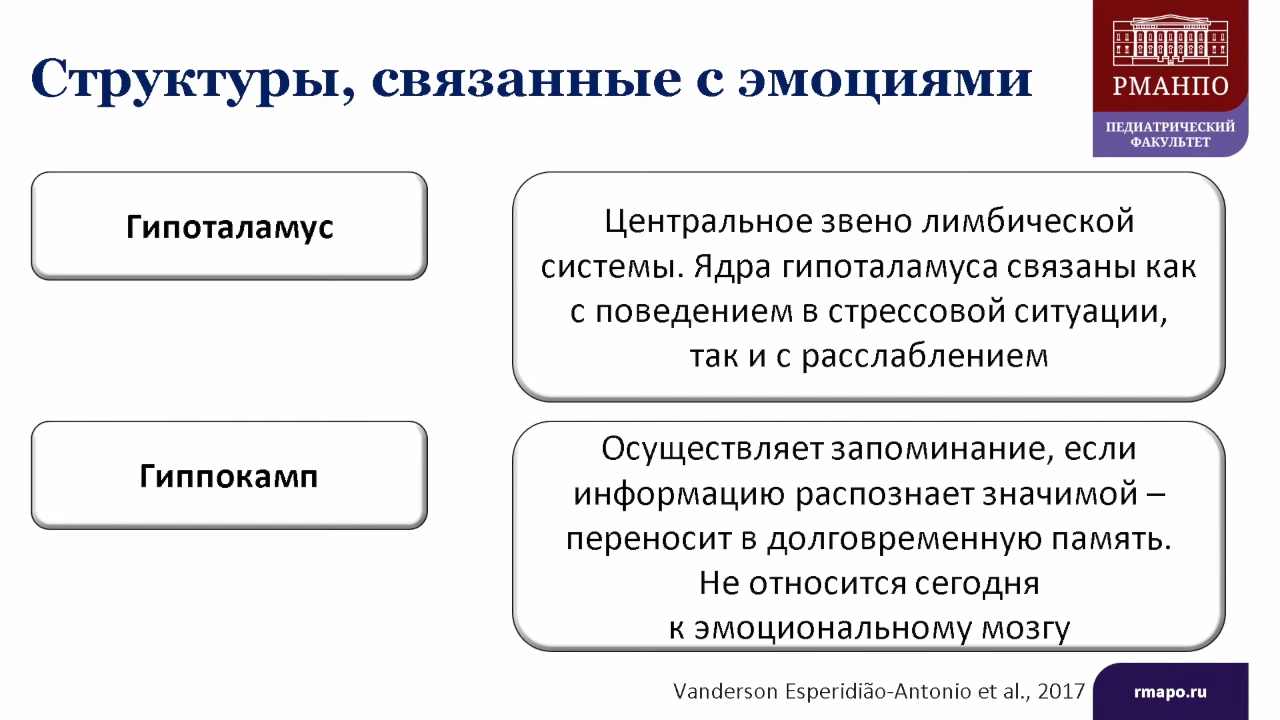 Структуры, связанные с эмоциями
РМАНПО
ПЕДИАТРИЧЕСКИЙ
ФАКУЛЬТЕТ
Гипоталамус
Центральное звено лимбической
системы. Ядра гипоталамуса связаны как
с поведением в стрессовой ситуации,
так и с расслаблением
Гиппокамп
Осуществляет запоминание, если
информацию распознает значимой –
переносит в долговременную память.
Не относится сегодня
к эмоциональному мозгу
Vanderson Esperidião-Antonio et al., 2017
rmapo.ru